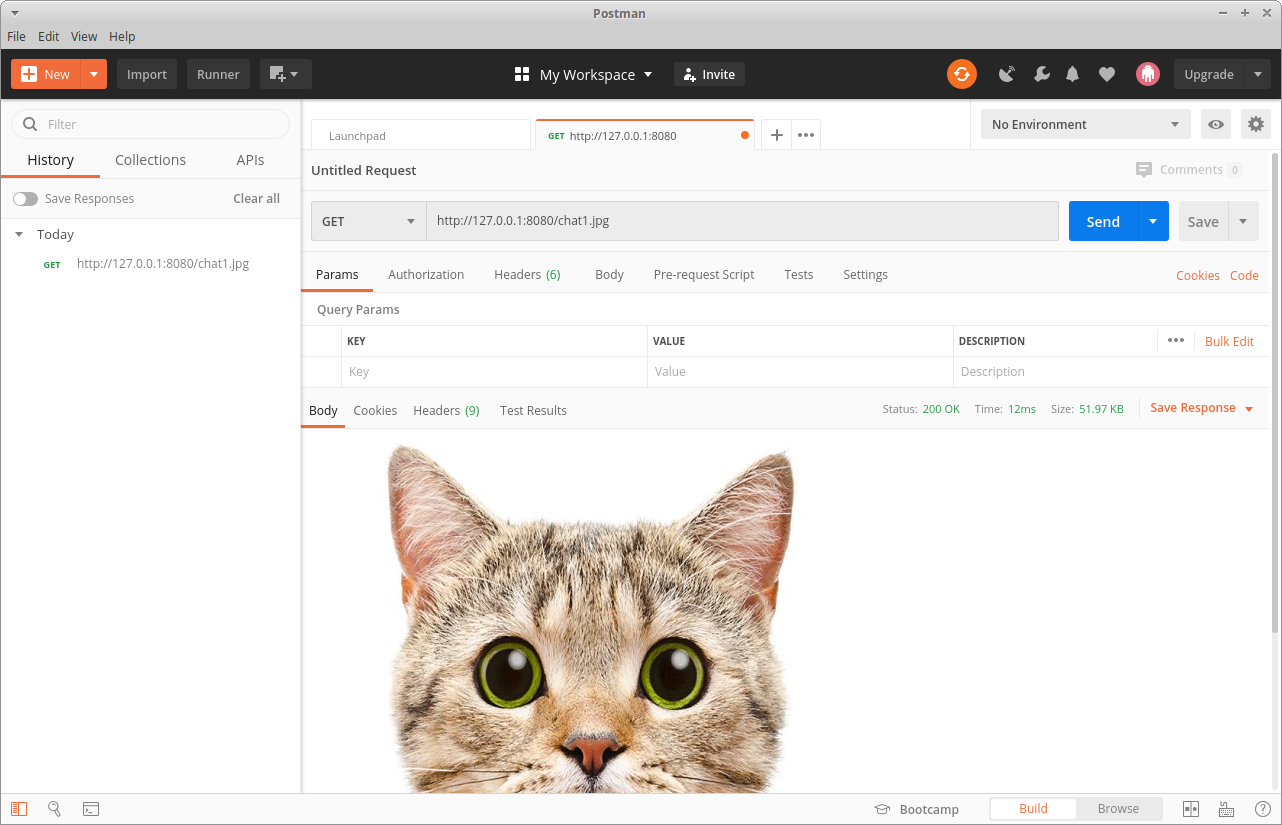 Postman
File Edit View Help
New Import Runner My Workspace Invite Upgrade
Filter
History Collections APIs
Save Responses Clear all
Today
GET http://127.0.0.1:8080/chat1.jpg
Launchpad GET http://127.0.0.1:8080 No Environment
Untitled Request Comments 0
GET http://127.0.0.1:8080/chat1.jpg Send Save
Params Authorization Headers (6) Body Pre-request Script Tests Settings Cookies Code
Query Params
KEY VALUE DESCRIPTION Bulk Edit
Key Value Description
Body Cookies Headers (9) Test Results Status: 200 OK Time: 12ms Size: 51.97 KB Save Response
Bootcamp Build Browse